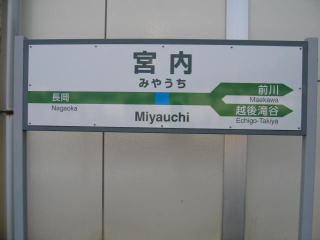 宮内
みやうち
長岡
Nagaoka
Miyauchi
前川
Maekawa
越後滝谷
Echigo-Takiya